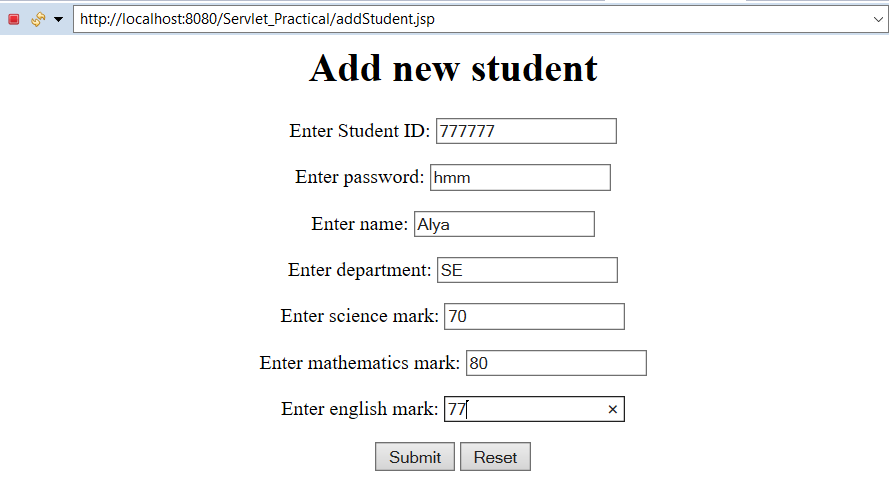 http://localhost:8080/Servlet_Practical/addStudent.jsp
Add new student
Enter Student ID: 777777
Enter password: hmm
Enter name: Alya
Enter department: SE
Enter science mark: 70
Enter mathematics mark: 80
Enter english mark: 77
Submit Reset